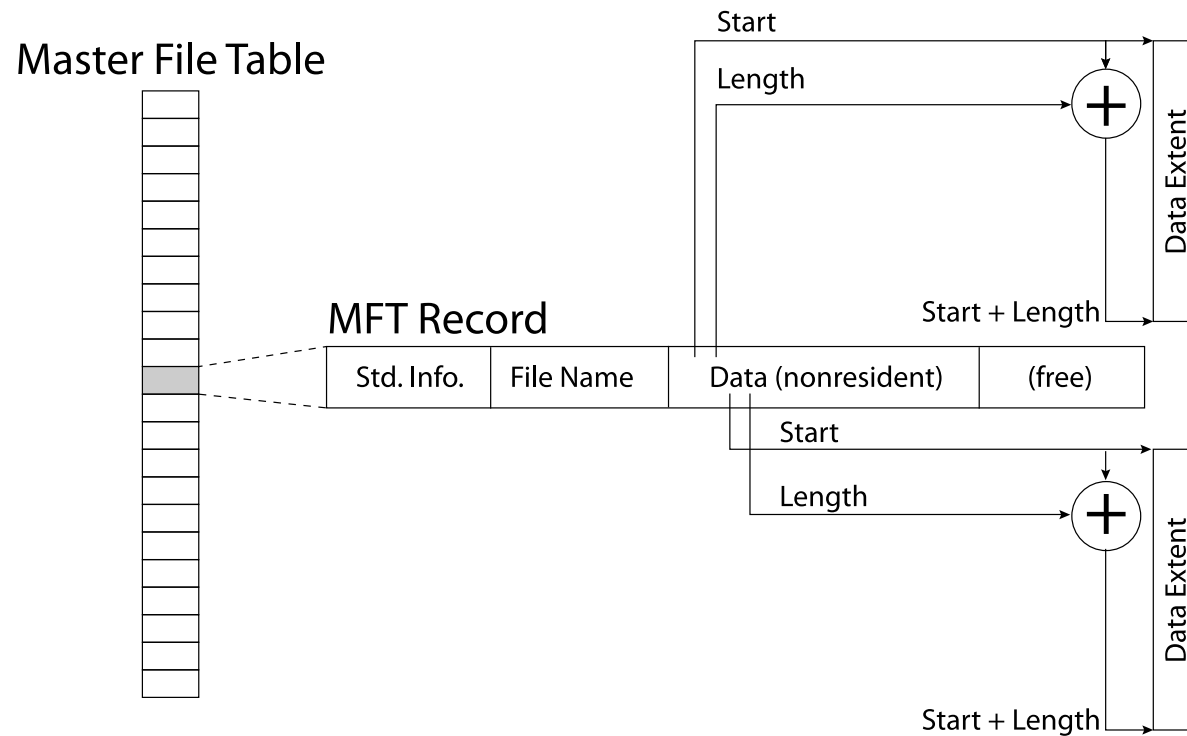 Start
Master File Table
Length
+
Data Extent
Start + Length
MFT Record
Std. Info.
File Name
Data (nonresident)
(free)
Start
Length
+
Data Extent
Start + Length